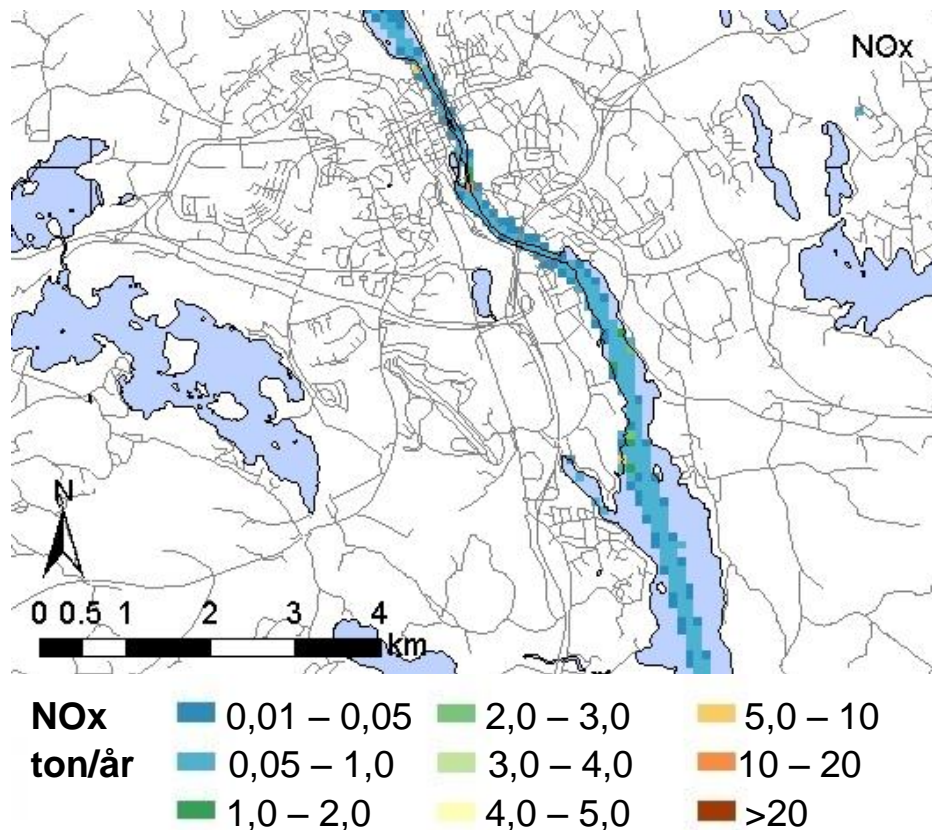 NOx
N
0 0.5 1 2 3 4
km
NOx 0,01 – 0,05 2,0 – 3,0 5,0 – 10
ton/år 0,05 – 1,0 3,0 – 4,0 10 – 20
1,0 – 2,0 4,0 – 5,0 >20